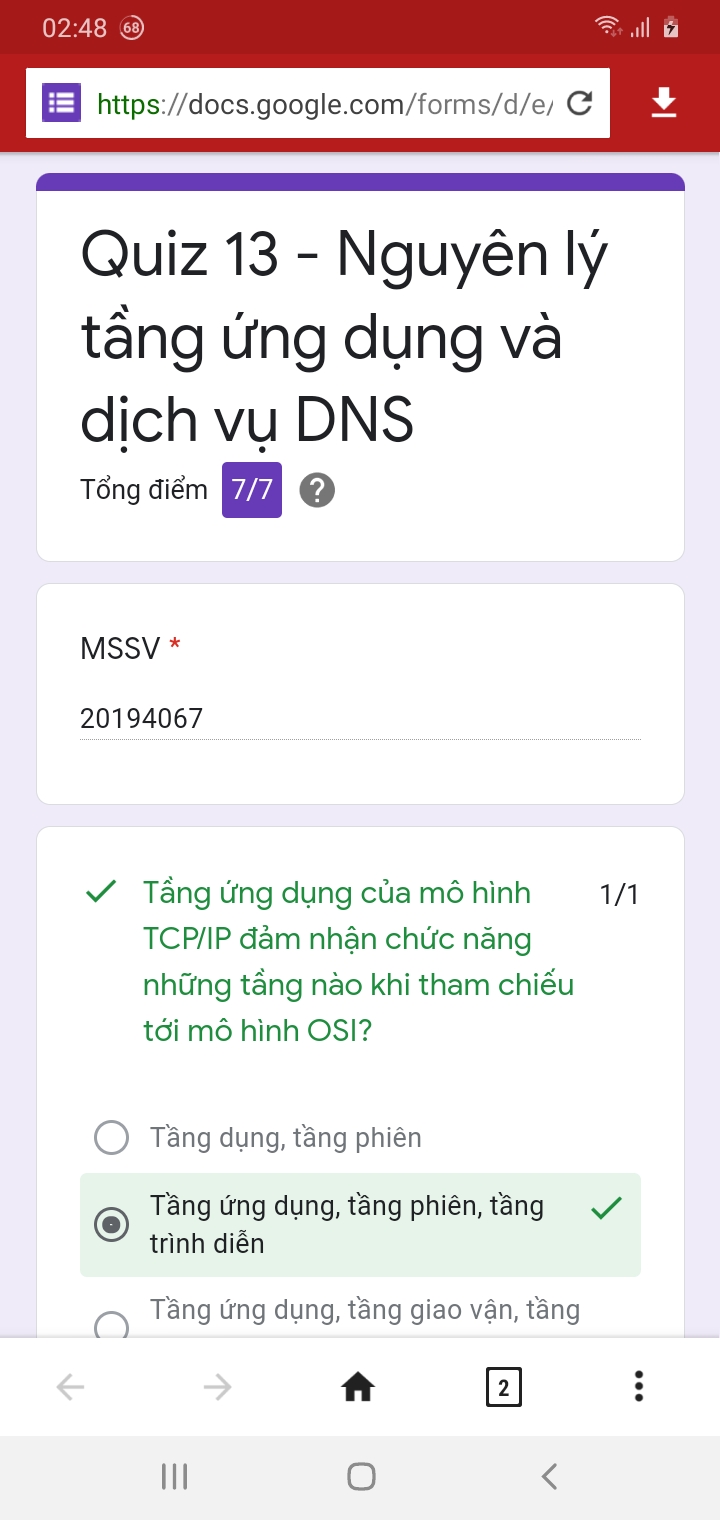 02:48 68
https://docs.google.com/forms/d/e/
Quiz 13 - Nguyên lý
tầng ứng dụng và
dịch vụ DNS
Tổng điểm 7/7 ?
MSSV *
20194067
Tầng ứng dụng của mô hình 1/1
TCP/IP đảm nhận chức năng
những tầng nào khi tham chiếu
tới mô hình OSI?
Tầng dụng, tầng phiên
Tầng ứng dụng, tầng phiên, tầng
trình diễn
Tầng ứng dụng, tầng giao vận, tầng
2